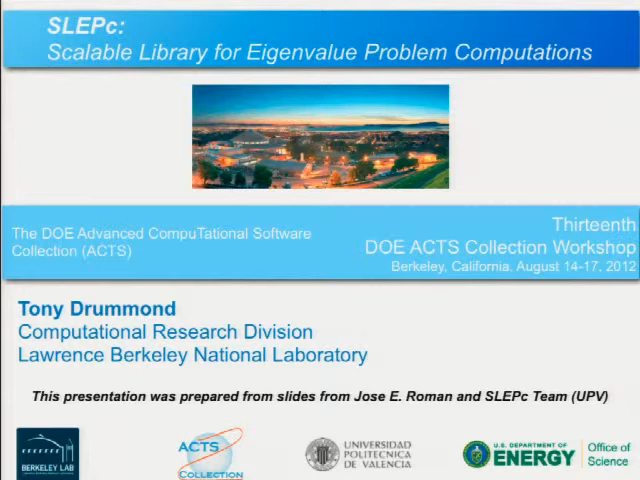 SLEPc:
Scalable Library for Eigenvalue Problem Computations
The DOE Advanced CompuTational Software
Collection (ACTS)
Thirteenth
DOE ACTS Collection Workshop
Berkeley, California, August 14-17, 2012
Tony Drummond
Computational Research Division
Lawrence Berkeley National Laboratory
This presentation was prepared from slides from Jose E. Roman and SLEPc Team (UPV)
BERKELEY LAB
ACTS
COLLECTION
UNIVERSIDAD
POLITECNICA
DE VALENCIA
U.S. DEPARTMENT OF
ENERGY
Office of
Science